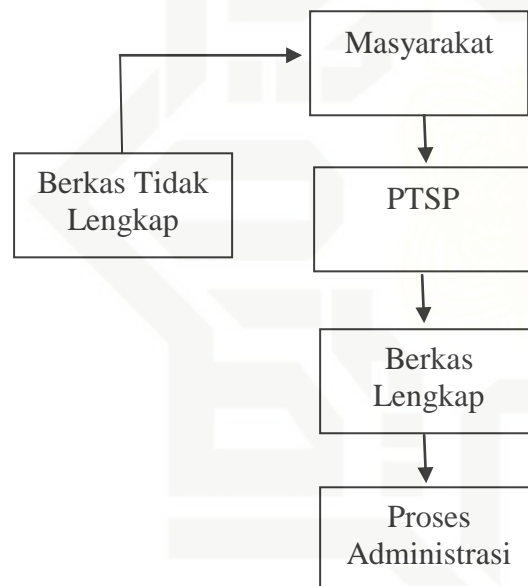 Masyarakat
Berkas Tidak
Lengkap
PTSP
Berkas
Lengkap
Proses
Administrasi